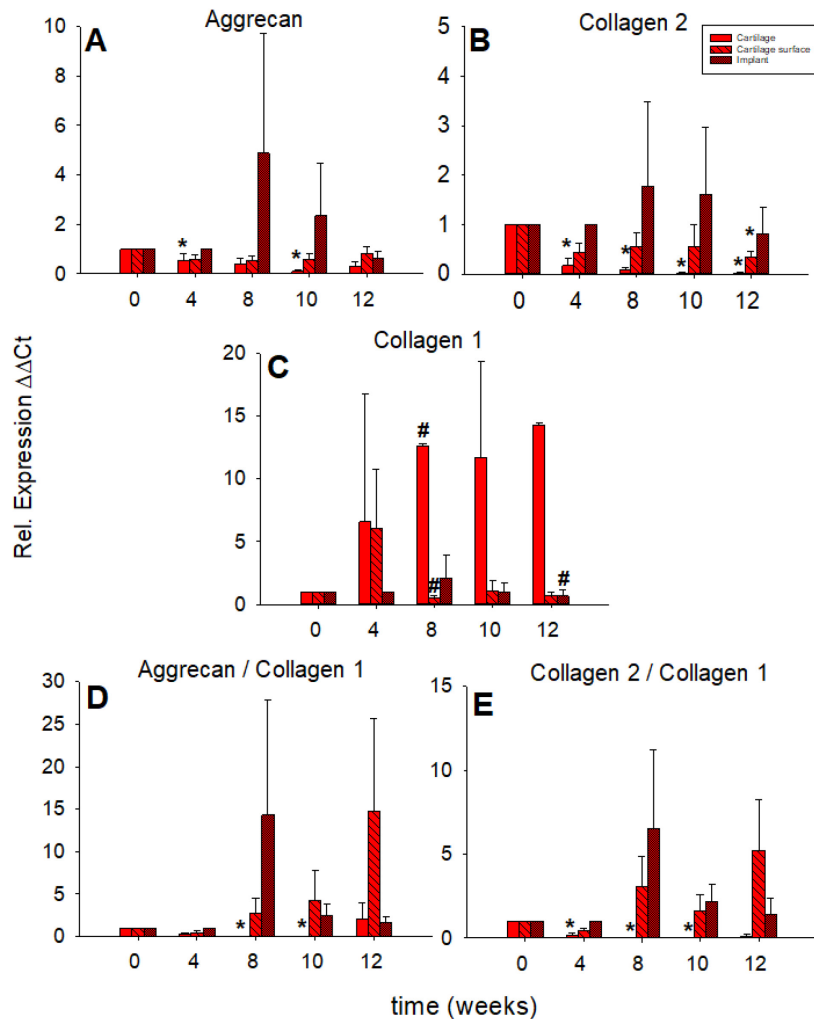 A
Aggrecan
10
8
6
4
2
0
*
*
0 4 8 10 12
B
Collagen 2
5
4
3
2
1
0
Cartilage
Cartilage surface
Implant
*
*
*
*
*
0 4 8 10 12
Rel. Expression ΔΔCt
C
Collagen 1
20
15
10
5
0
#
#
#
0 4 8 10 12
D
Aggrecan / Collagen 1
30
25
20
15
10
5
0
*
*
0 4 8 10 12
E
Collagen 2 / Collagen 1
15
10
5
0
*
*
*
0 4 8 10 12
time (weeks)